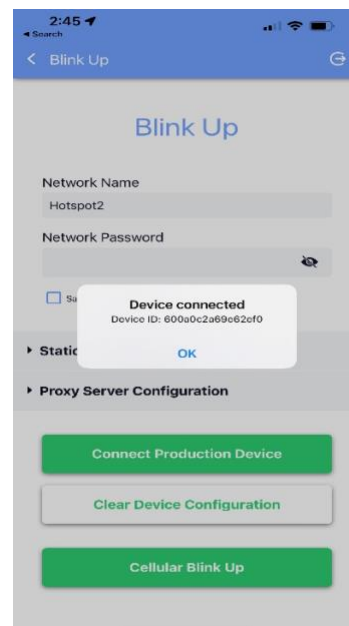 2:45
◂ Search
Blink Up
Blink Up
Network Name
Hotspot2
Network Password
Device connected
Device ID: 600a0c2a69e62ef0
OK
Proxy Server Configuration
Connect Production Device
Clear Device Configuration
Cellular Blink Up